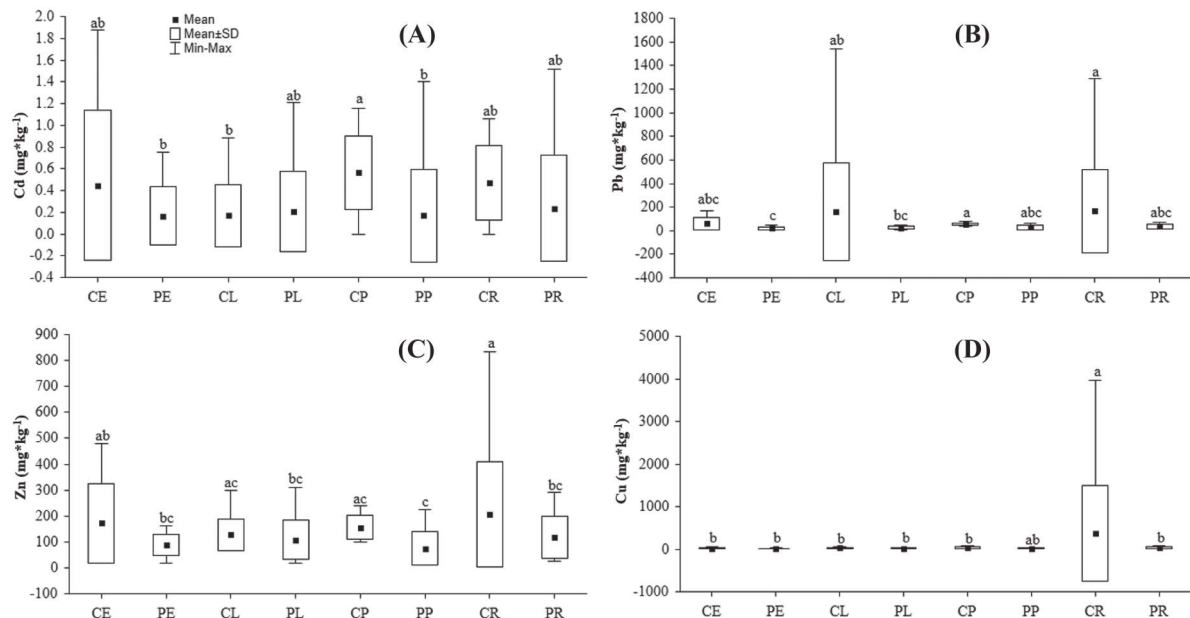 Cd (mg*kg-1)
2.0
1.8
1.6
1.4
1.2
1.0
0.8
0.6
0.4
0.2
0.0
-0.2
-0.4
Mean
Mean±SD
Min-Max
(A)
ab
b
b
ab
a
b
ab
ab
CE PE CL PL CP PP CR PR
Pb (mg*kg-1)
1800
1600
1400
1200
1000
800
600
400
200
0
-200
-400
(B)
abc
c
ab
bc
a
abc
a
abc
CE PE CL PL CP PP CR PR
Zn (mg*kg-1)
900
800
700
600
500
400
300
200
100
0
-100
(C)
ab
bc
ac
bc
ac
c
a
bc
CE PE CL PL CP PP CR PR
Cu (mg*kg-1)
5000
4000
3000
2000
1000
0
-1000
(D)
b
b
b
b
b
ab
a
b
CE PE CL PL CP PP CR PR